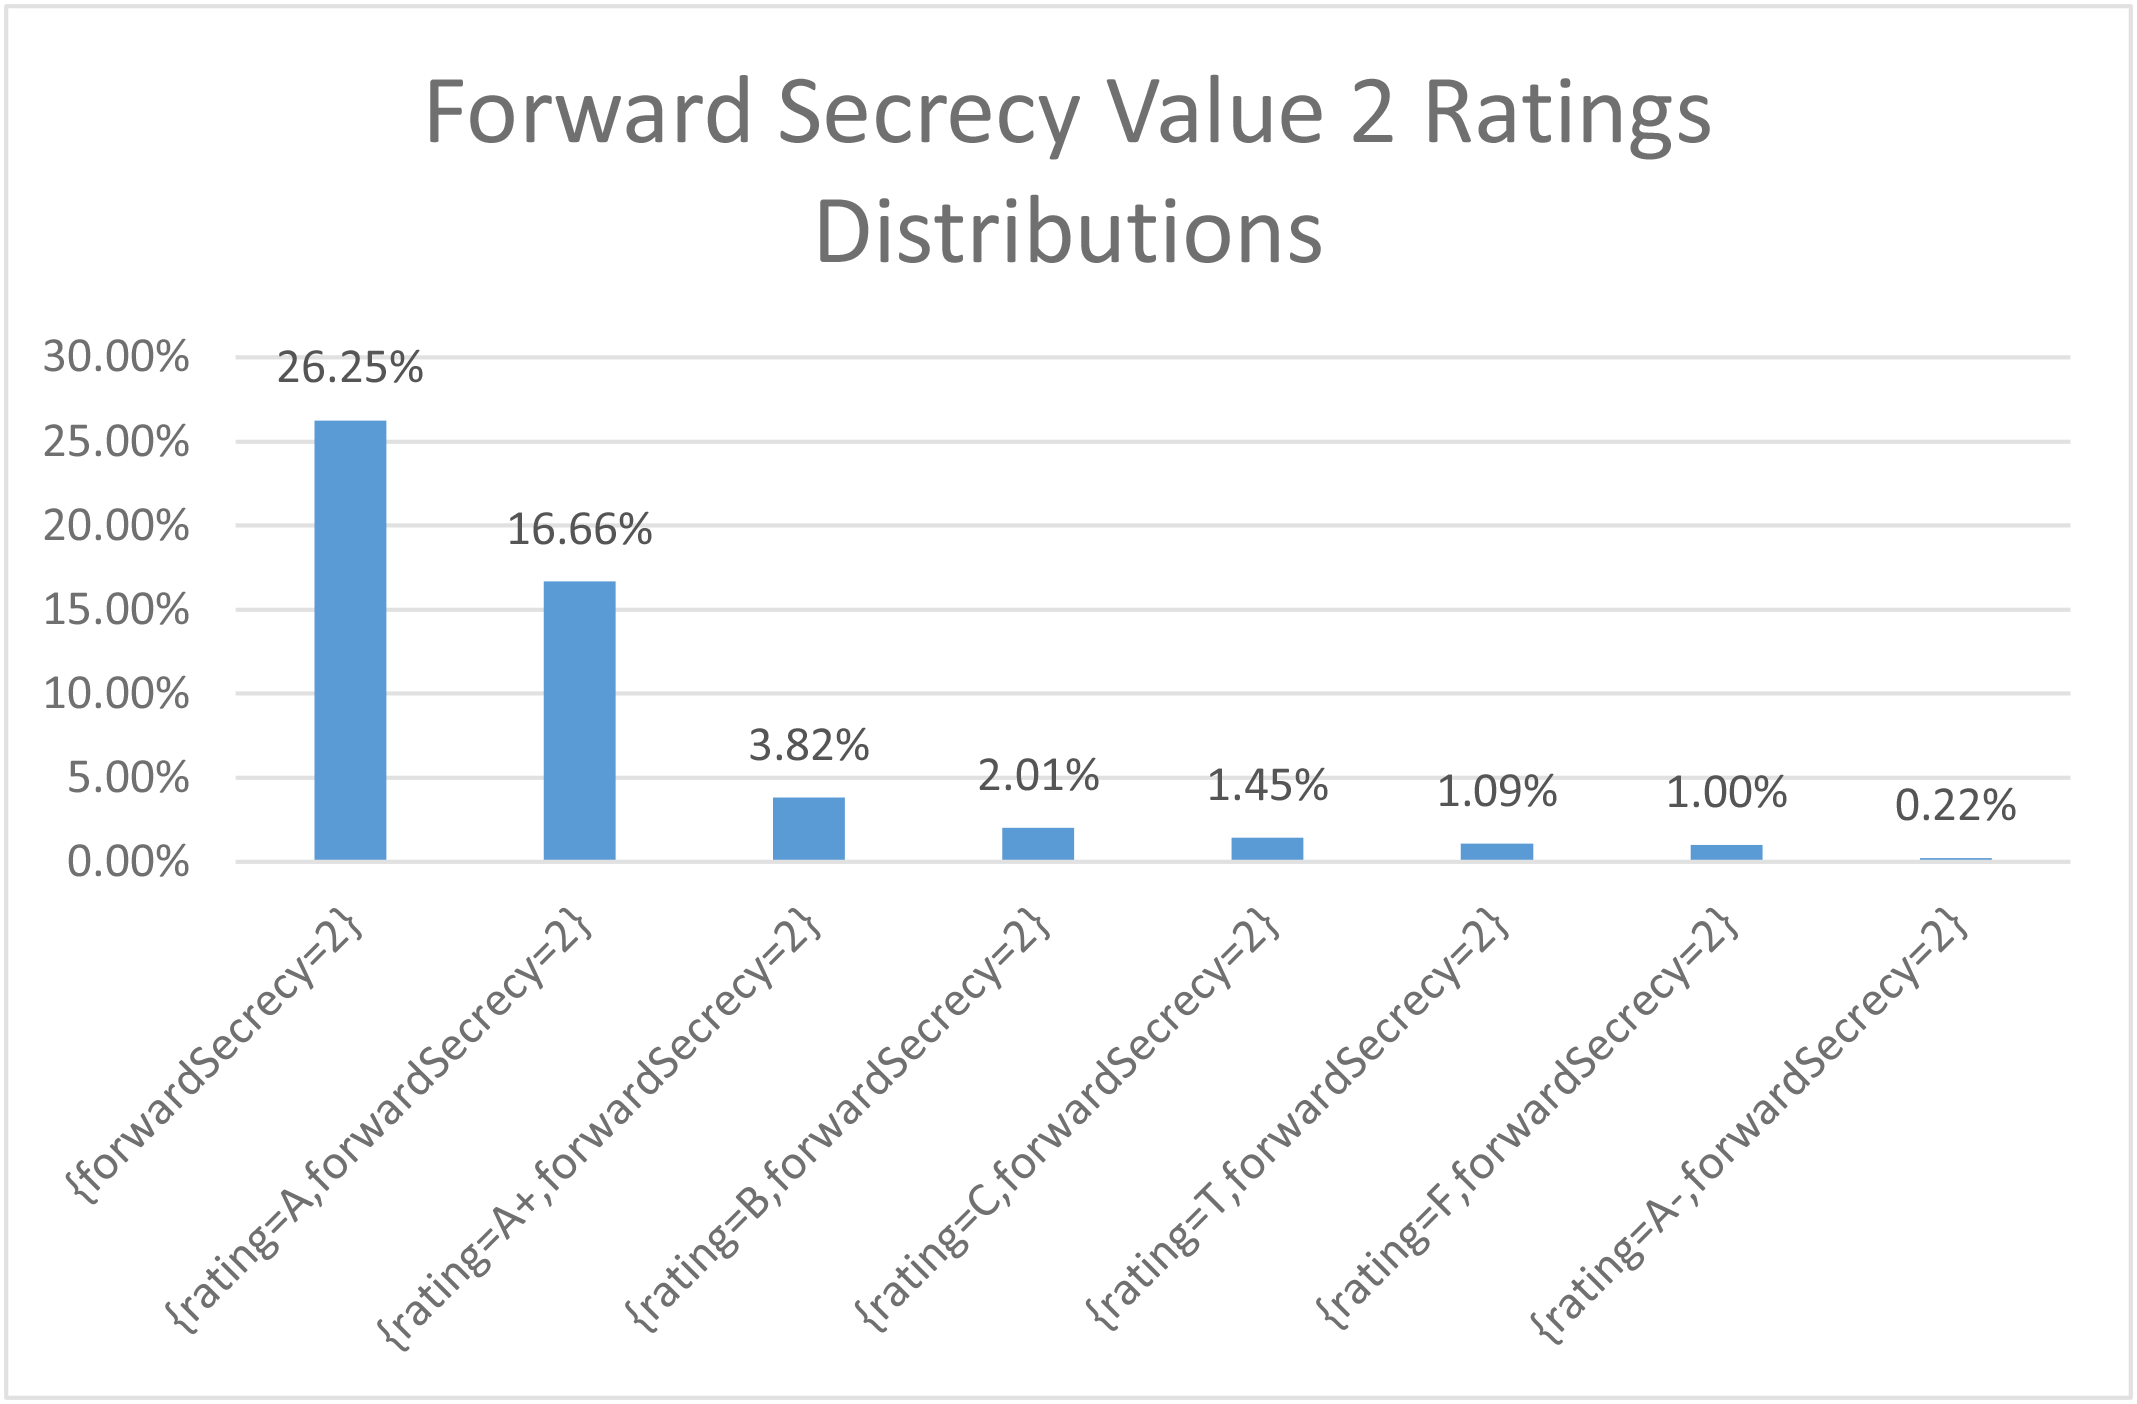 Forward Secrecy Value 2 Ratings
Distributions
30.00%
25.00%
20.00%
15.00%
10.00%
5.00%
0.00%
26.25%
16.66%
3.82%
2.01%
1.45%
1.09%
1.00%
0.22%
{forwardSecrecy=2}
{rating=A,forwardSecrecy=2}
{rating=A+,forwardSecrecy=2}
{rating=B,forwardSecrecy=2}
{rating=C,forwardSecrecy=2}
{rating=T,forwardSecrecy=2}
{rating=F,forwardSecrecy=2}
{rating=A-,forwardSecrecy=2}